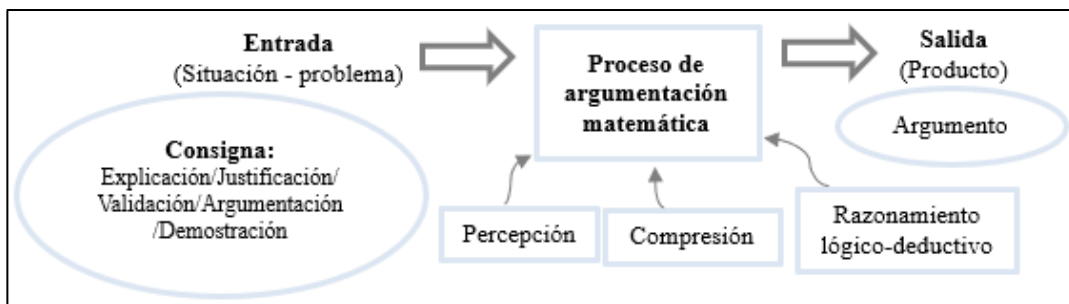 Entrada
(Situación - problema)
Consigna:
Explicación/Justificación/
Validación/Argumentación
/Demostración
Proceso de
argumentación
matemática
Percepción
Compresión
Razonamiento
lógico-deductivo
Salida
(Producto)
Argumento